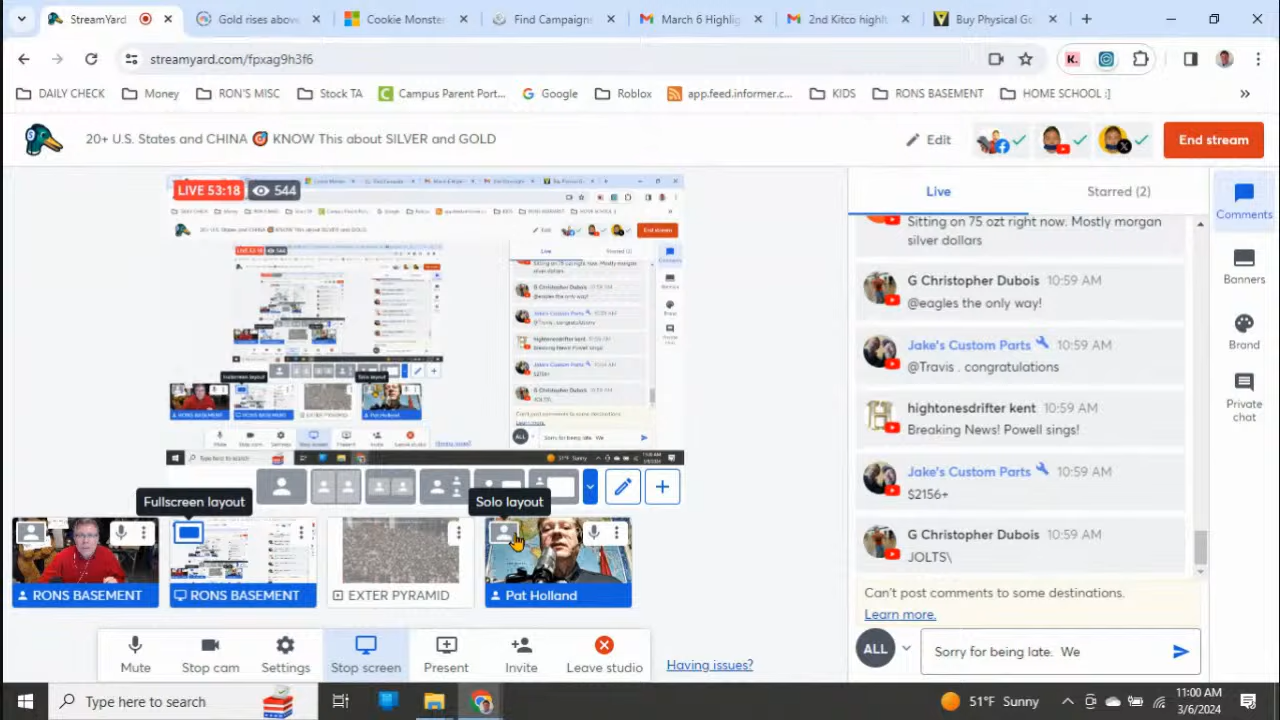 StreamYard
Gold rises above
Cookie Monster
Find Campaigns
March 6 Highlig
2nd Kitco highl
Buy Physical Go
streamyard.com/fpxag9h3f6
K.
DAILY CHECK
Money
RON'S MISC
Stock TA
Campus Parent Port...
Google
Roblox
app.feed.informer.c...
KIDS
RONS BASEMENT
HOME SCHOOL :]
20+ U.S. States and CHINA 🎯 KNOW This about SILVER and GOLD
Edit
End stream
LIVE 53:18
544
Live
Starred (2)
Comments
Banners
Brand
Private
chat
Sitting on 75 ozt right now. Mostly morgan
silver dollars
G Christopher Dubois 10:59 AM
@eagles the only way!
Jake's Custom Parts 10:59 AM
@Travs . congratulations
hightonesdrifter kent 10:59 AM
Breaking News! Powell sings!
Jake's Custom Parts 10:59 AM
$2156+
G Christopher Dubois 10:59 AM
JOLTS\
Can't post comments to some destinations.
Learn more.
ALL
Sorry for being late. We
Fullscreen layout
Solo layout
RONS BASEMENT
RONS BASEMENT
EXTER PYRAMID
Pat Holland
Mute
Stop cam
Settings
Stop screen
Present
Invite
Leave studio
Having issues?
Type here to search
51°F Sunny
11:00 AM
3/6/2024